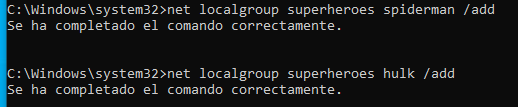 C:\Windows\system32>net localgroup superheroes spiderman /add
Se ha completado el comando correctamente.
C:\Windows\system32>net localgroup superheroes hulk /add
Se ha completado el comando correctamente.